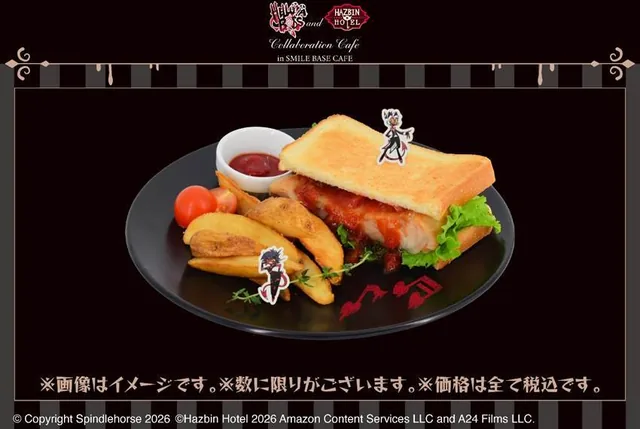 HELLUVA BOSS and HAZBIN HOTEL
Collaboration Cafe
in SMILE BASE CAFE
※画像はイメージです。※数に限りがございます。※価格は全て税込です。
© Copyright Spindlehorse 2026 ©Hazbin Hotel 2026 Amazon Content Services LLC and A24 Films LLC.